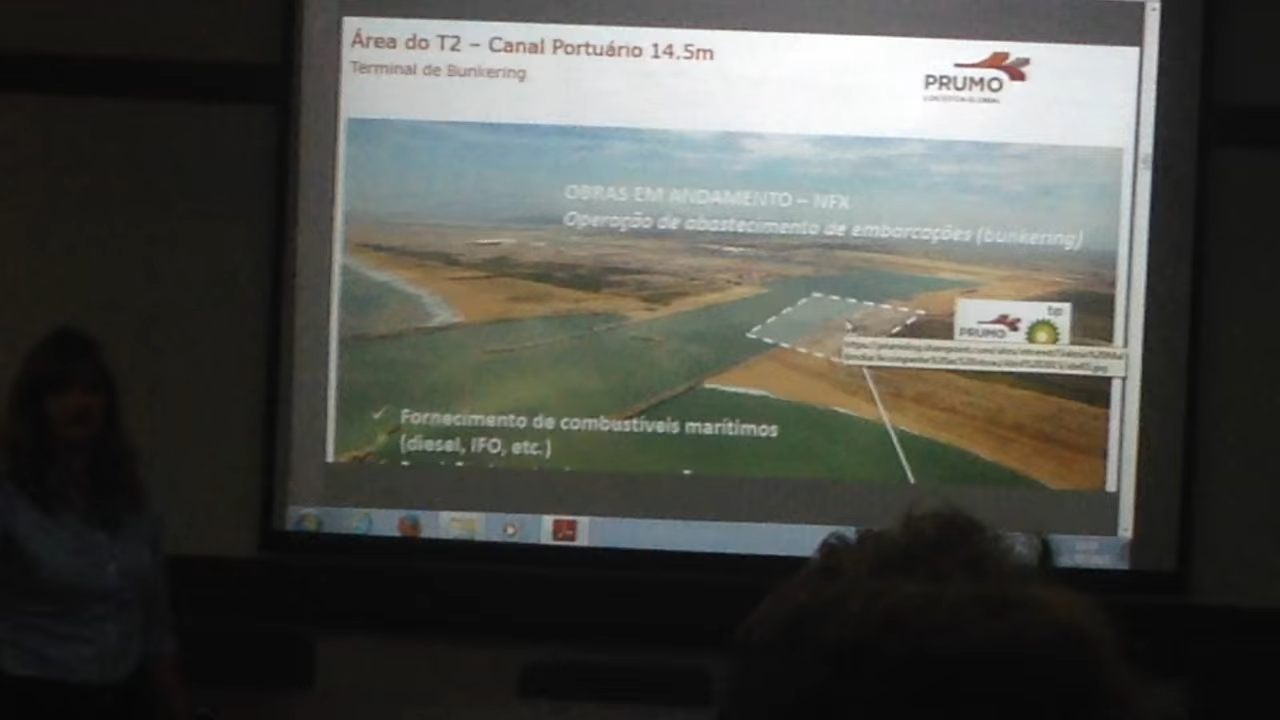 Área do T2 – Canal Portuário 14.5m
Terminal de Bunkering
PRUMO
OBRAS EM ANDAMENTO – NFX
Operação de abastecimento de embarcações (bunkering)
bp
PRUMO
✓ Fornecimento de combustíveis marítimos
(diesel, IFO, etc.)